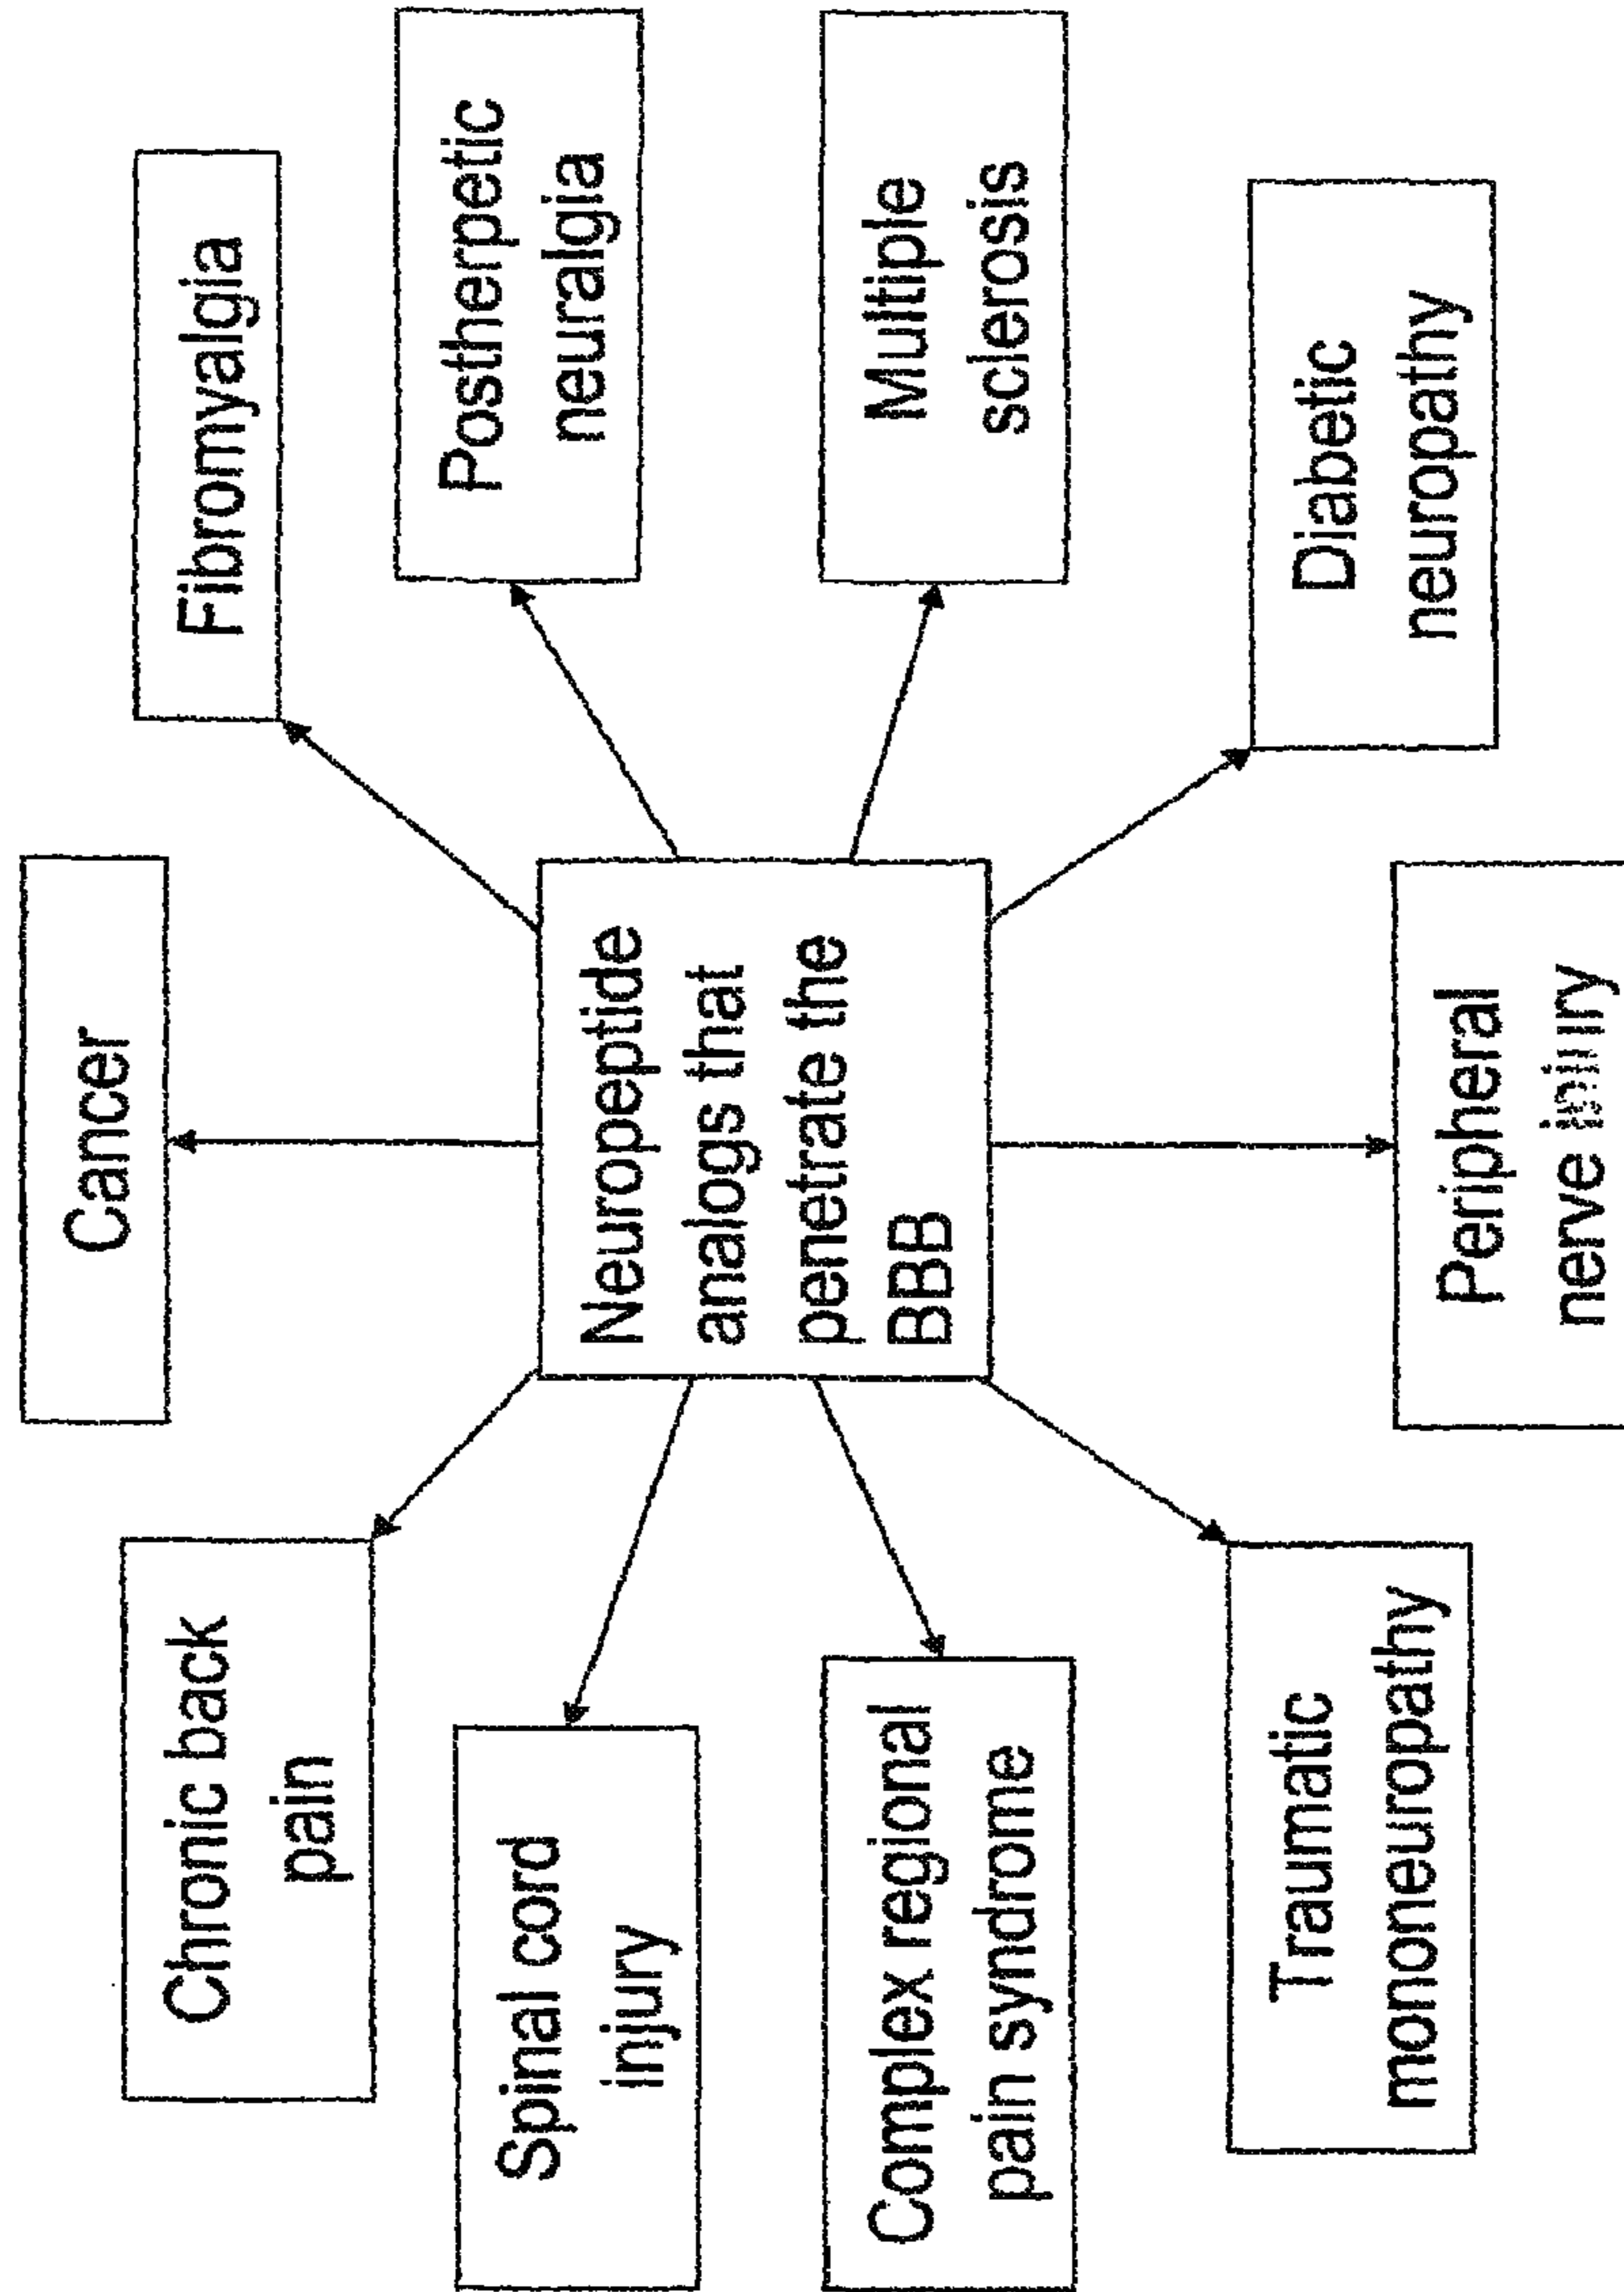 Cancer
Chronic back
pain
Fibromyalgia
Spinal cord
injury
Neuropeptide
analogs that
penetrate the
BBB
Postherpetic
neuralgia
Complex regional
pain syndrome
Multiple
sclerosis
Traumatic
mononeuropathy
Diabetic
neuropathy
Peripheral
nerve injury